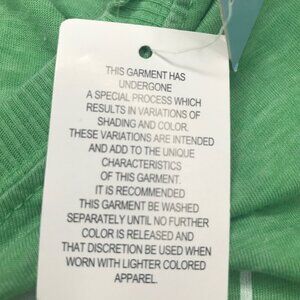 THIS GARMENT HAS
UNDERGONE
A SPECIAL PROCESS WHICH
RESULTS IN VARIATIONS OF
SHADING AND COLOR.
THESE VARIATIONS ARE INTENDED
AND ADD TO THE UNIQUE
CHARACTERISTICS
OF THIS GARMENT.
IT IS RECOMMENDED
THIS GARMENT BE WASHED
SEPARATELY UNTIL NO FURTHER
COLOR IS RELEASED AND
THAT DISCRETION BE USED WHEN
WORN WITH LIGHTER COLORED
APPAREL.